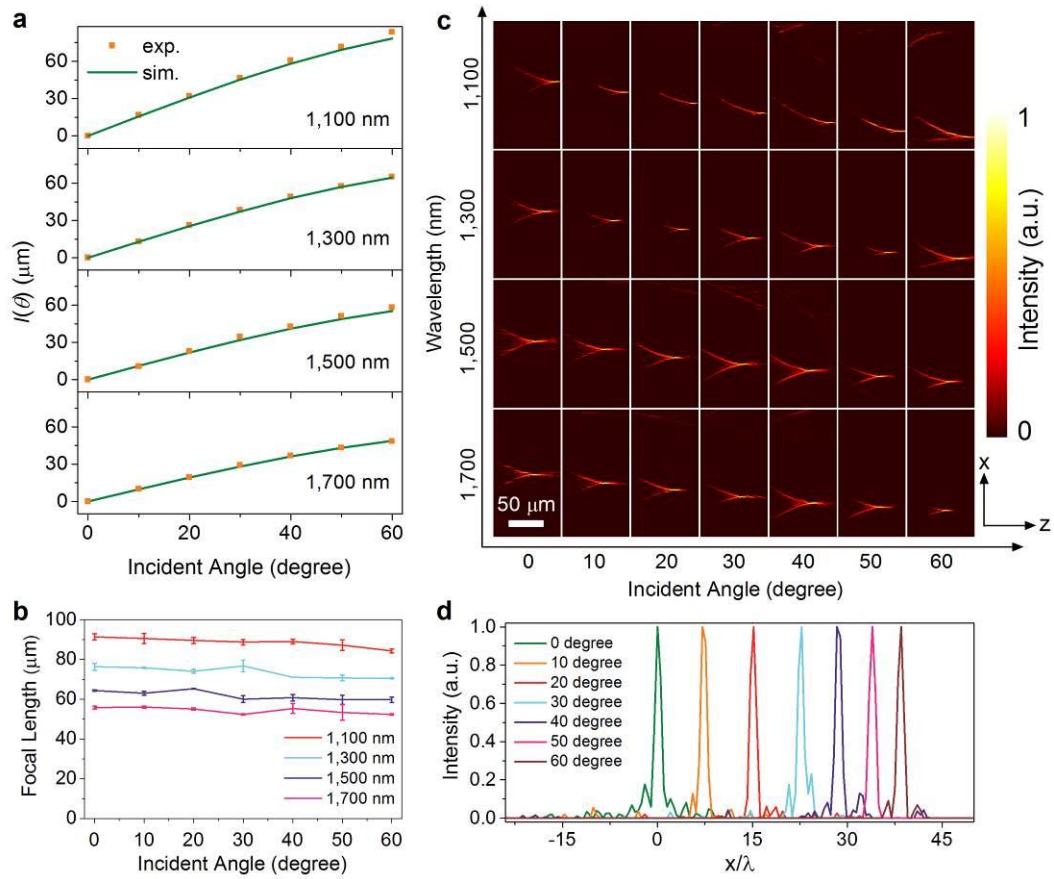 a
exp.
sim.
60
30
0
1,100 nm
60
30
0
1,300 nm
60
30
0
1,500 nm
60
30
0
1,700 nm
0 20 40 60
l(θ) (μm)
Incident Angle (degree)
c
Wavelength (nm)
1,100
1,300
1,500
1,700
50 μm
0 10 20 30 40 50 60
Incident Angle (degree)
1
0
Intensity (a.u.)
x
z
b
100
80
60
40
20
0
Focal Length (μm)
1,100 nm
1,300 nm
1,500 nm
1,700 nm
0 10 20 30 40 50 60
Incident Angle (degree)
d
1.0
0.8
0.6
0.4
0.2
0.0
Intensity (a.u.)
0 degree
10 degree
20 degree
30 degree
40 degree
50 degree
60 degree
-15 0 15 30 45
x/λ